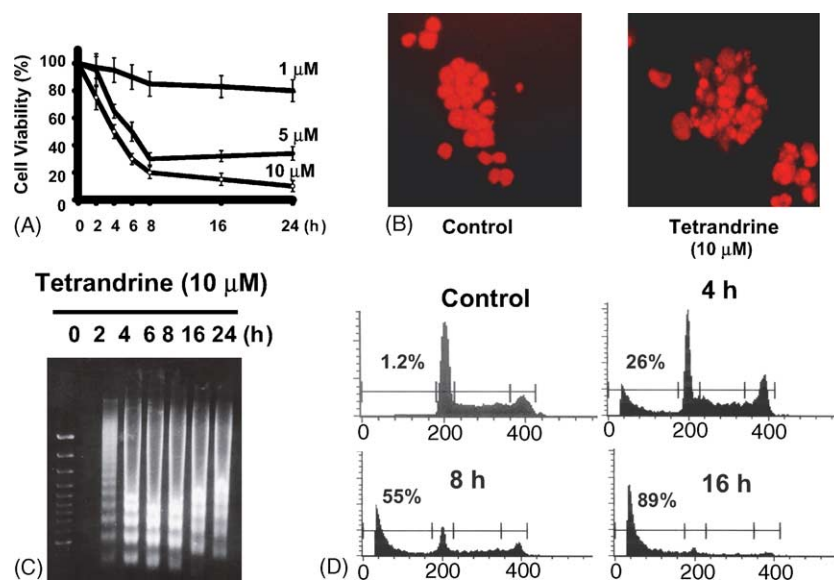 (A)
Cell Viability (%)
100
80
60
40
20
0
1 μM
5 μM
10 μM
0 2 4 6 8 16 24 (h)
(B)
Control
Tetrandrine
(10 μM)
Tetrandrine (10 μM)
0 2 4 6 8 16 24 (h)
(C)
Control
1.2%
0 200 400
4 h
26%
0 200 400
8 h
55%
0 200 400
16 h
89%
0 200 400
(D)